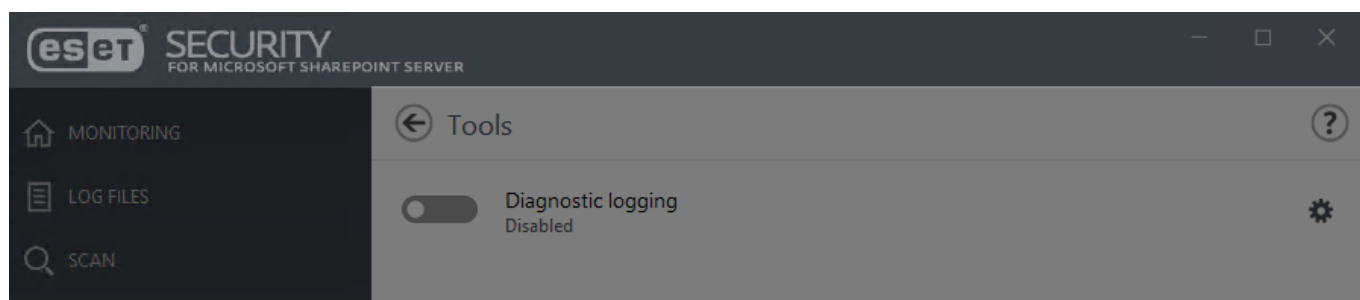 eset® SECURITY
FOR MICROSOFT SHAREPOINT SERVER
MONITORING
LOG FILES
SCAN
Tools
?
Diagnostic logging
Disabled